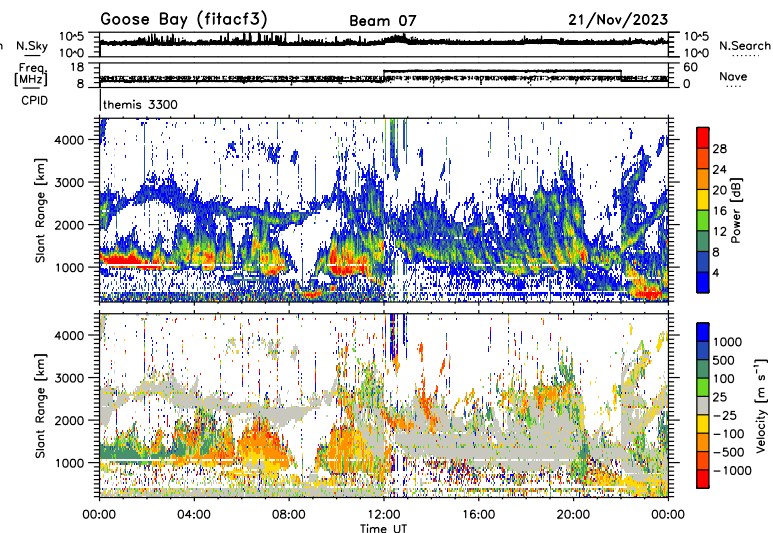 Goose Bay (fitacf3) Beam 07 21/Nov/2023
n N.Sky 10^5 10^0 10^5 10^0 N.Search
Freq. [MHz] 18 8 60 0 Nave
CPID themis 3300
Slant Range [km] 4000 3000 2000 1000
Power [dB] 28 24 20 16 12 8 4
Slant Range [km] 4000 3000 2000 1000
Velocity [m s⁻¹] 1000 500 100 25 -25 -100 -500 -1000
00:00 04:00 08:00 12:00 16:00 20:00 00:00
Time UT